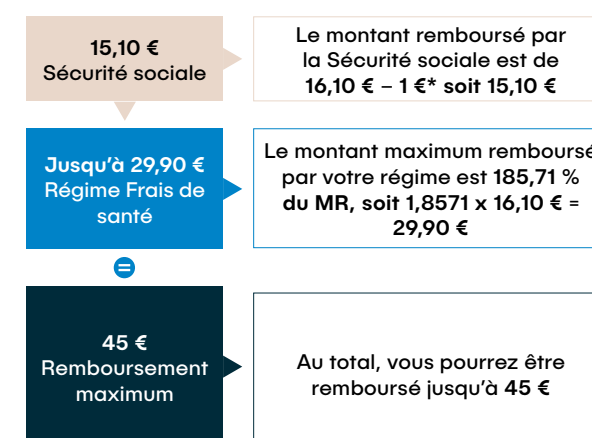 15,10 €
Sécurité sociale
Le montant remboursé par
la Sécurité sociale est de
16,10 € – 1 €* soit 15,10 €
Jusqu'à 29,90 €
Régime Frais de
santé
Le montant maximum remboursé
par votre régime est 185,71 %
du MR, soit 1,8571 x 16,10 € =
29,90 €
=
45 €
Remboursement
maximum
Au total, vous pourrez être
remboursé jusqu'à 45 €